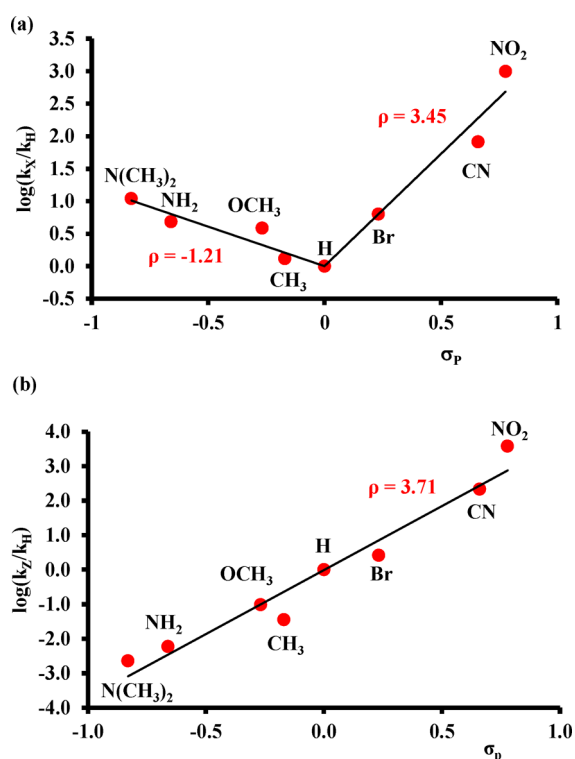 (a)
3.5
3.0
2.5
2.0
1.5
1.0
0.5
0.0
-0.5
log(kX/kH)
NO₂
ρ = 3.45
CN
N(CH₃)₂
NH₂
OCH₃
H
Br
ρ = -1.21
CH₃
-1
-0.5
0
0.5
1
σP
(b)
4.0
3.0
2.0
1.0
0.0
-1.0
-2.0
-3.0
-4.0
log(kZ/kH)
NO₂
ρ = 3.71
CN
H
Br
OCH₃
CH₃
NH₂
N(CH₃)₂
-1.0
-0.5
0.0
0.5
1.0
σp